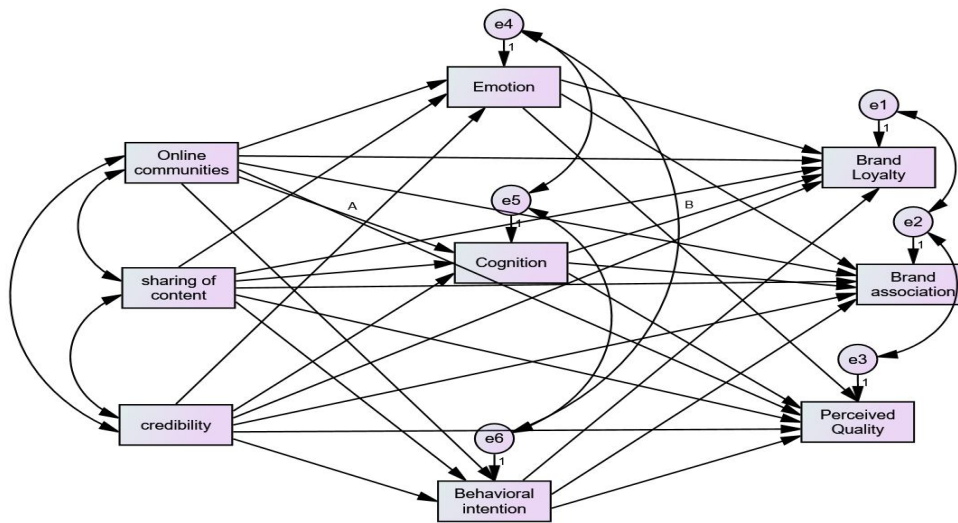 e4
1
Emotion
e1
1
Online
communities
Brand
Loyalty
A
e5
B
1
e2
1
Cognition
sharing of
content
Brand
association
e3
1
credibility
Perceived
Quality
e6
1
Behavioral
intention